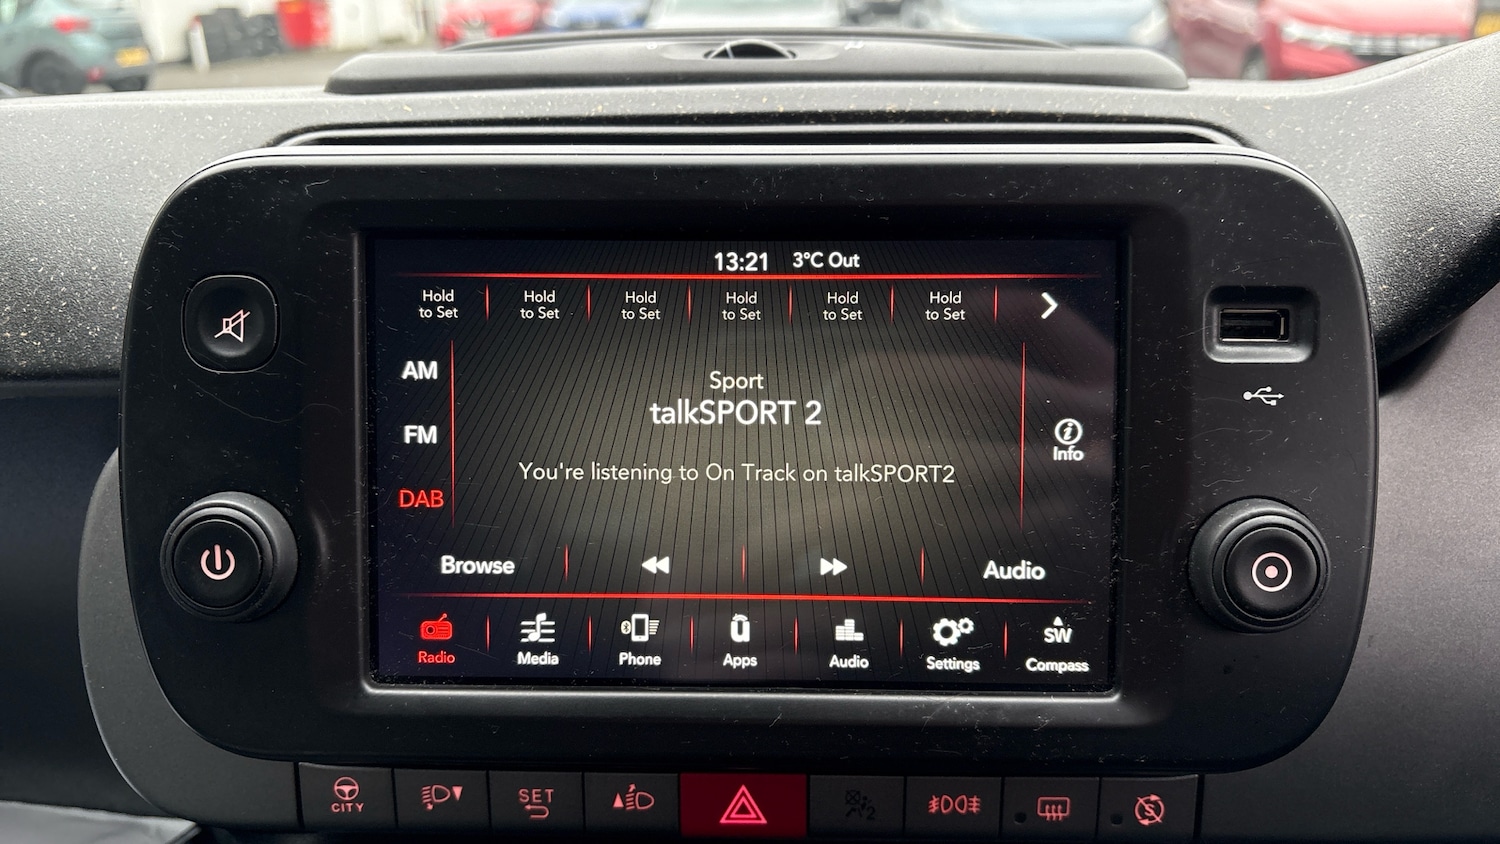 13:21 3°C Out
Hold to Set
Hold to Set
Hold to Set
Hold to Set
Hold to Set
Hold to Set
AM
FM
DAB
Sport
talkSPORT 2
You're listening to On Track on talkSPORT2
Info
Browse
Audio
Radio
Media
Phone
Apps
Audio
Settings
SW
Compass
CITY
SET